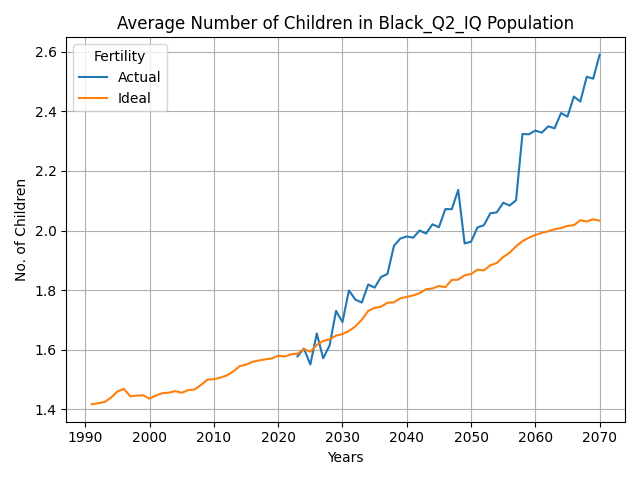 Average Number of Children in Black_Q2_IQ Population
Fertility
Actual
Ideal
No. of Children
2.6
2.4
2.2
2.0
1.8
1.6
1.4
1990 2000 2010 2020 2030 2040 2050 2060 2070
Years